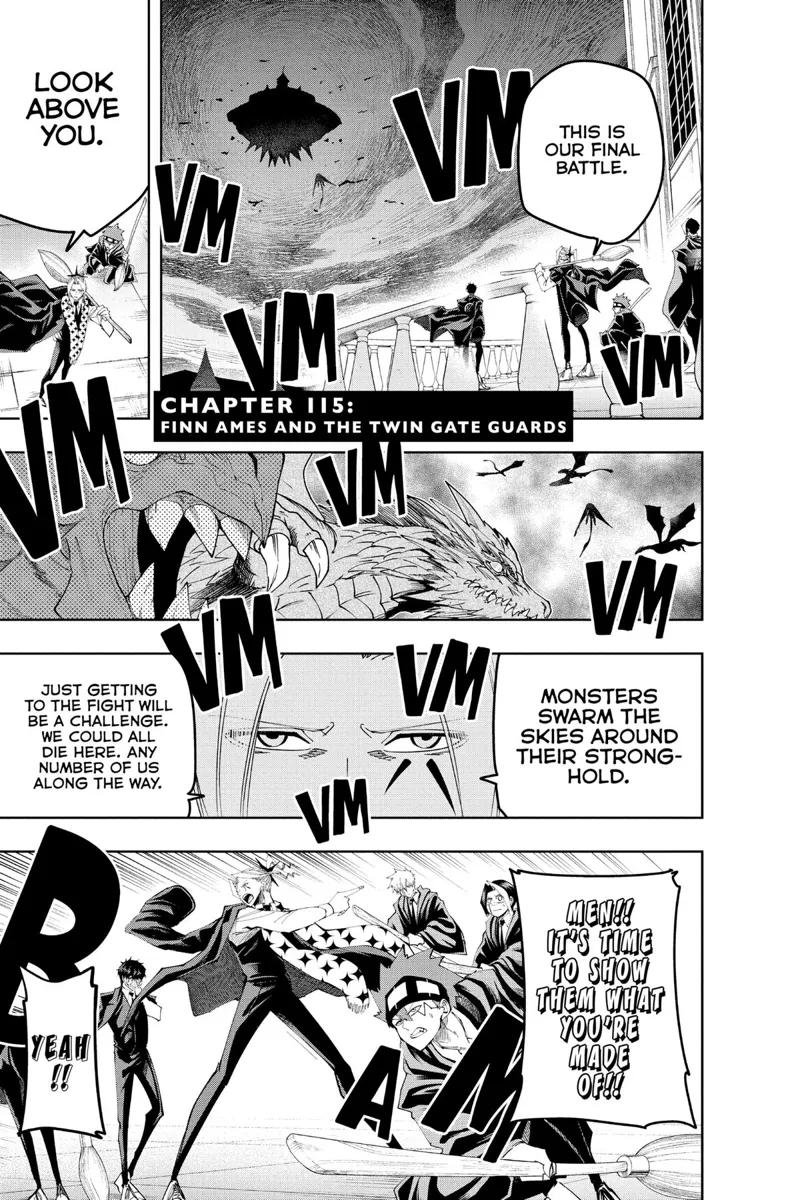 THIS IS
OUR FINAL
BATTLE.
VM
VM
VM
VM
LOOK
ABOVE
YOU.
CHAPTER 115:
FINN AMES AND THE TWIN GATE GUARDS
VM
VM
VM
MONSTERS
SWARM THE
SKIES AROUND
THEIR STRONG-
HOLD.
VM
VM
VM
JUST GETTING
TO THE FIGHT WILL
BE A CHALLENGE.
WE COULD ALL
DIE HERE. ANY
NUMBER OF US
ALONG THE WAY.
MEN!!
IT'S TIME
TO SHOW
THEM WHAT
YOU'RE
MADE
OF!!
BAM
YEAH
!!